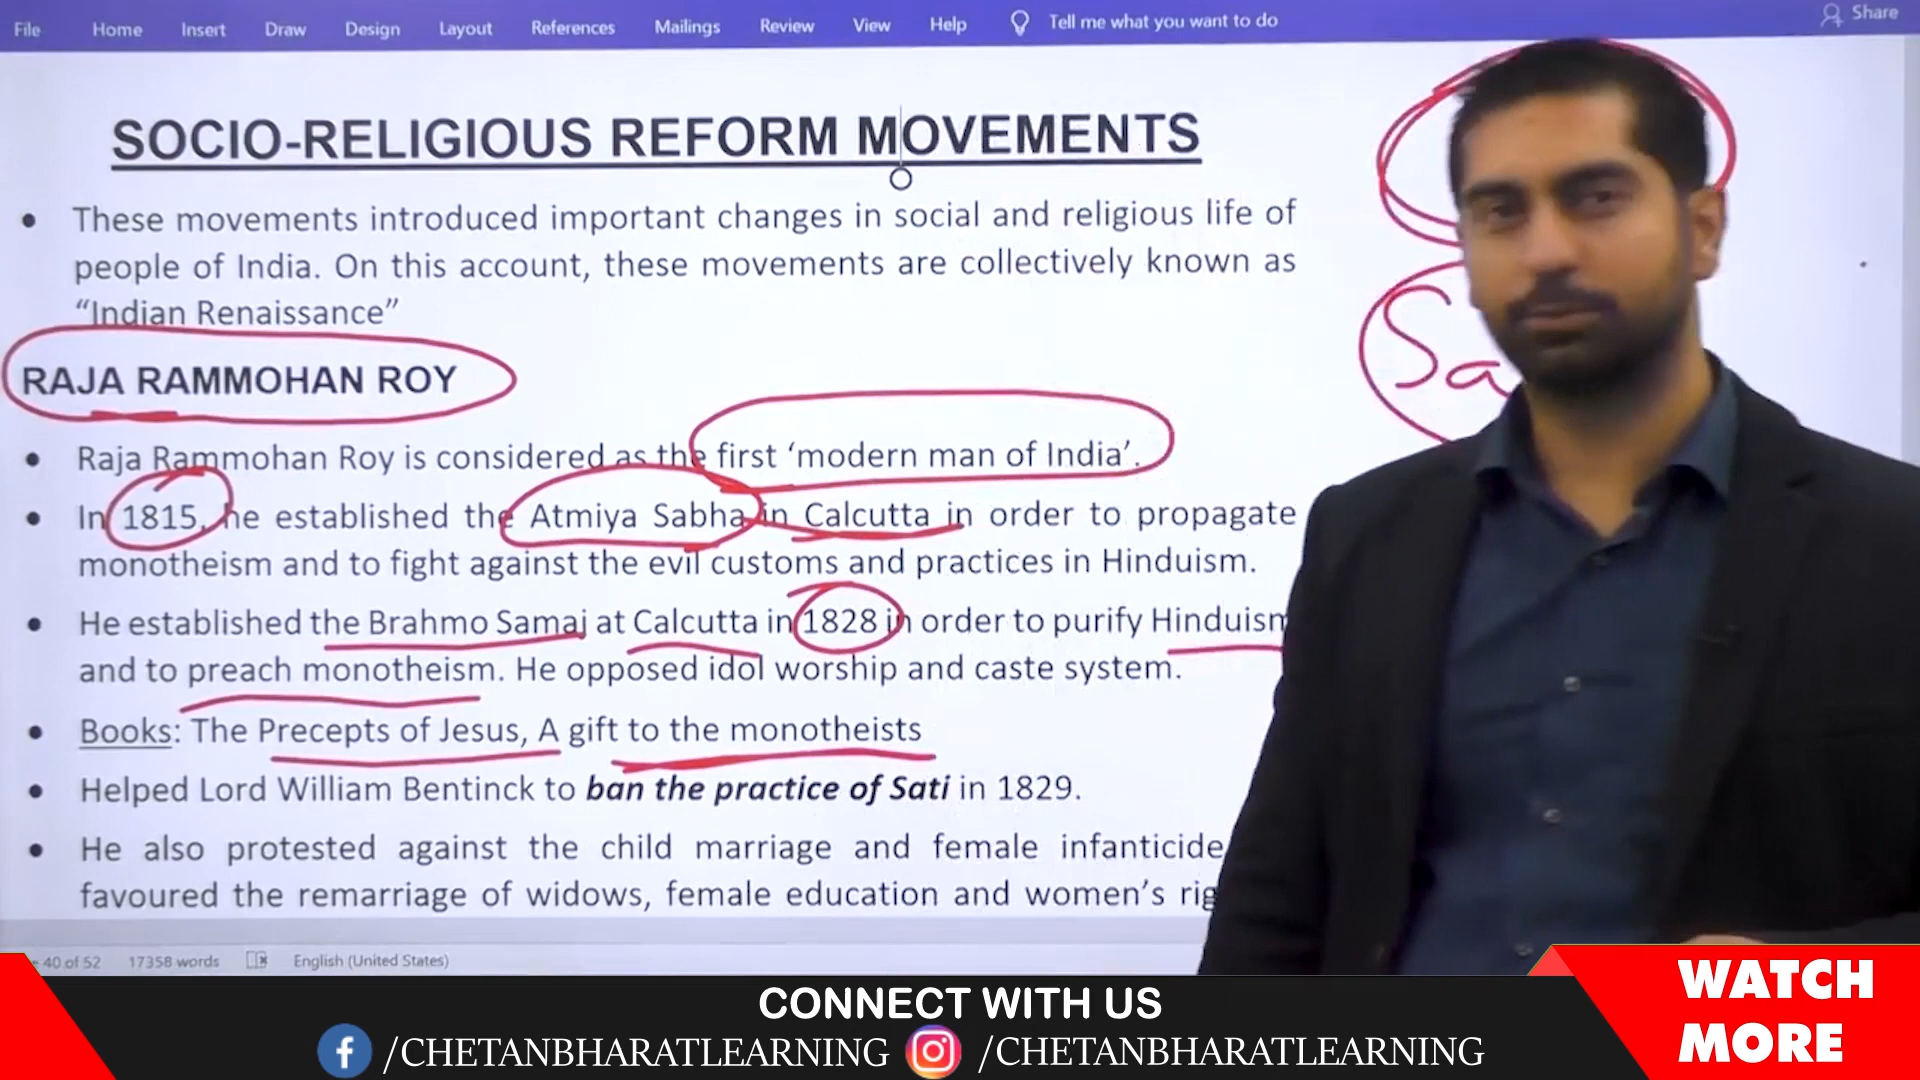 File Home Insert Draw Design Layout References Mailings Review View Help Tell me what you want to do Share
SOCIO-RELIGIOUS REFORM MOVEMENTS
• These movements introduced important changes in social and religious life of
people of India. On this account, these movements are collectively known as
“Indian Renaissance”
RAJA RAMMOHAN ROY
• Raja Rammohan Roy is considered as the first ‘modern man of India’.
• In 1815, he established the Atmiya Sabha in Calcutta in order to propagate
monotheism and to fight against the evil customs and practices in Hinduism.
• He established the Brahmo Samaj at Calcutta in 1828 in order to purify Hinduism
and to preach monotheism. He opposed idol worship and caste system.
• Books: The Precepts of Jesus, A gift to the monotheists
• Helped Lord William Bentinck to ban the practice of Sati in 1829.
• He also protested against the child marriage and female infanticide
favoured the remarriage of widows, female education and women’s rig
Sa
40 of 52 17358 words English (United States)
CONNECT WITH US
/CHETANBHARATLEARNING /CHETANBHARATLEARNING
WATCH
MORE